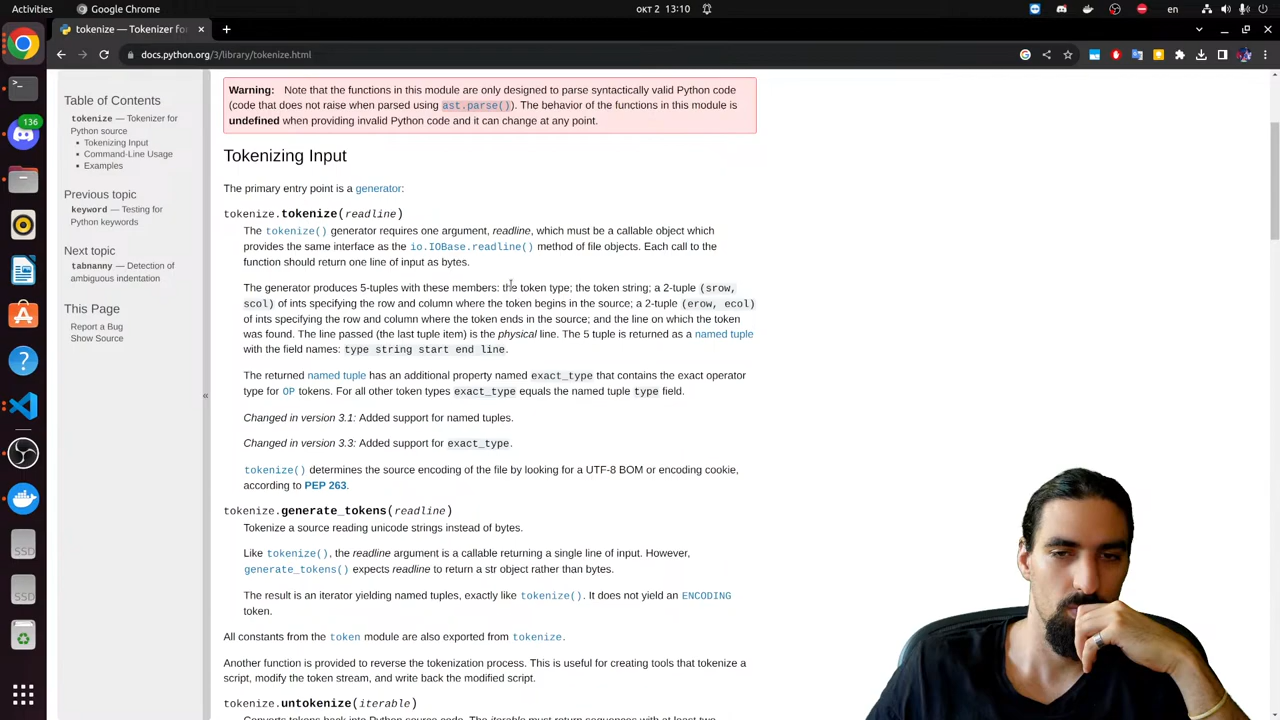 Activities
Google Chrome
окт 2 13:10
en
tokenize — Tokenizer for
docs.python.org/3/library/tokenize.html
136
Table of Contents
tokenize — Tokenizer for
Python source
Tokenizing Input
Command-Line Usage
Examples
Previous topic
keyword — Testing for
Python keywords
Next topic
tabnanny — Detection of
ambiguous indentation
This Page
Report a Bug
Show Source
«
Warning: Note that the functions in this module are only designed to parse syntactically valid Python code
(code that does not raise when parsed using ast.parse()). The behavior of the functions in this module is
undefined when providing invalid Python code and it can change at any point.
Tokenizing Input
The primary entry point is a generator:
tokenize.tokenize(readline)
The tokenize() generator requires one argument, readline, which must be a callable object which
provides the same interface as the io.IOBase.readline() method of file objects. Each call to the
function should return one line of input as bytes.
The generator produces 5-tuples with these members: the token type; the token string; a 2-tuple (srow,
scol) of ints specifying the row and column where the token begins in the source; a 2-tuple (erow, ecol)
of ints specifying the row and column where the token ends in the source; and the line on which the token
was found. The line passed (the last tuple item) is the physical line. The 5 tuple is returned as a named tuple
with the field names: type string start end line.
The returned named tuple has an additional property named exact_type that contains the exact operator
type for OP tokens. For all other token types exact_type equals the named tuple type field.
Changed in version 3.1: Added support for named tuples.
Changed in version 3.3: Added support for exact_type.
tokenize() determines the source encoding of the file by looking for a UTF-8 BOM or encoding cookie,
according to PEP 263.
tokenize.generate_tokens(readline)
Tokenize a source reading unicode strings instead of bytes.
Like tokenize(), the readline argument is a callable returning a single line of input. However,
generate_tokens() expects readline to return a str object rather than bytes.
The result is an iterator yielding named tuples, exactly like tokenize(). It does not yield an ENCODING
token.
All constants from the token module are also exported from tokenize.
Another function is provided to reverse the tokenization process. This is useful for creating tools that tokenize a
script, modify the token stream, and write back the modified script.
tokenize.untokenize(iterable)
Converts tokens back into Python source code. The iterable must return sequences with at least two
SSD
SSD